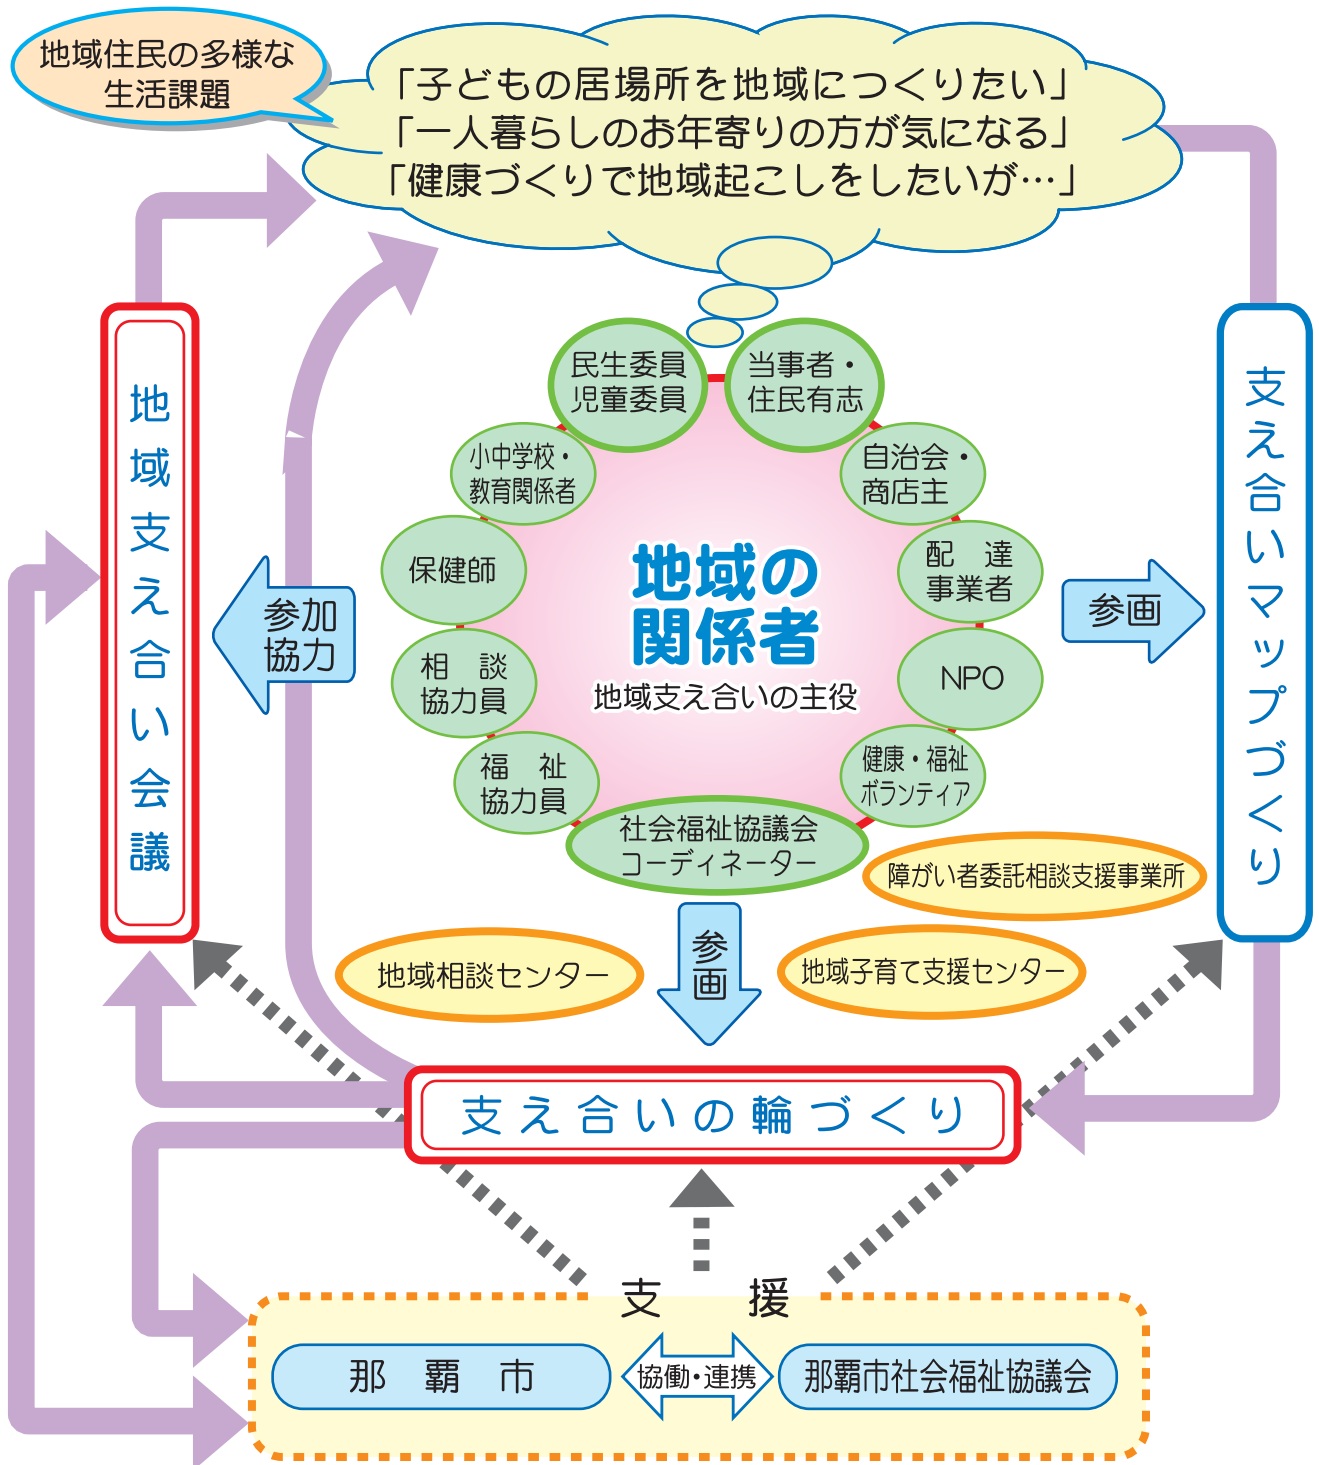 地域住民の多様な
生活課題
「子どもの居場所を地域につくりたい」
「一人暮らしのお年寄りの方が気になる」
「健康づくりで地域起こしをしたいが…」
民生委員
児童委員
当事者・
住民有志
小中学校・
教育関係者
自治会・
商店主
保健師
配達
事業者
相談
協力員
NPO
福祉
協力員
健康・福祉
ボランティア
社会福祉協議会
コーディネーター
地域の
関係者
地域支え合いの主役
地域支え合い会議
参加
協力
参画
支え合いマップづくり
障がい者委託相談支援事業所
地域相談センター
参画
地域子育て支援センター
支え合いの輪づくり
支援
那覇市
協働・連携
那覇市社会福祉協議会